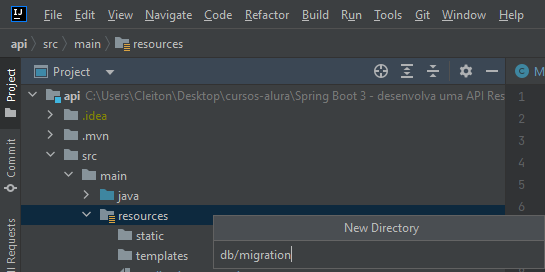 IJ File Edit View Navigate Code Refactor Build Run Tools Git Window Help
api src main resources
Project
Project
M
api C:\Users\Cleiton\Desktop\cursos-alura\Spring Boot 3 - desenvolva uma API Res
1
.idea
2
.mvn
3
src
4
main
5
java
6
resources
New Directory
static
db/migration
templates
Commit
ll Requests